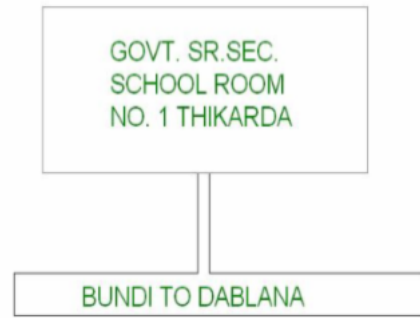 GOVT. SR.SEC.
SCHOOL ROOM
NO. 1 THIKARDA
BUNDI TO DABLANA